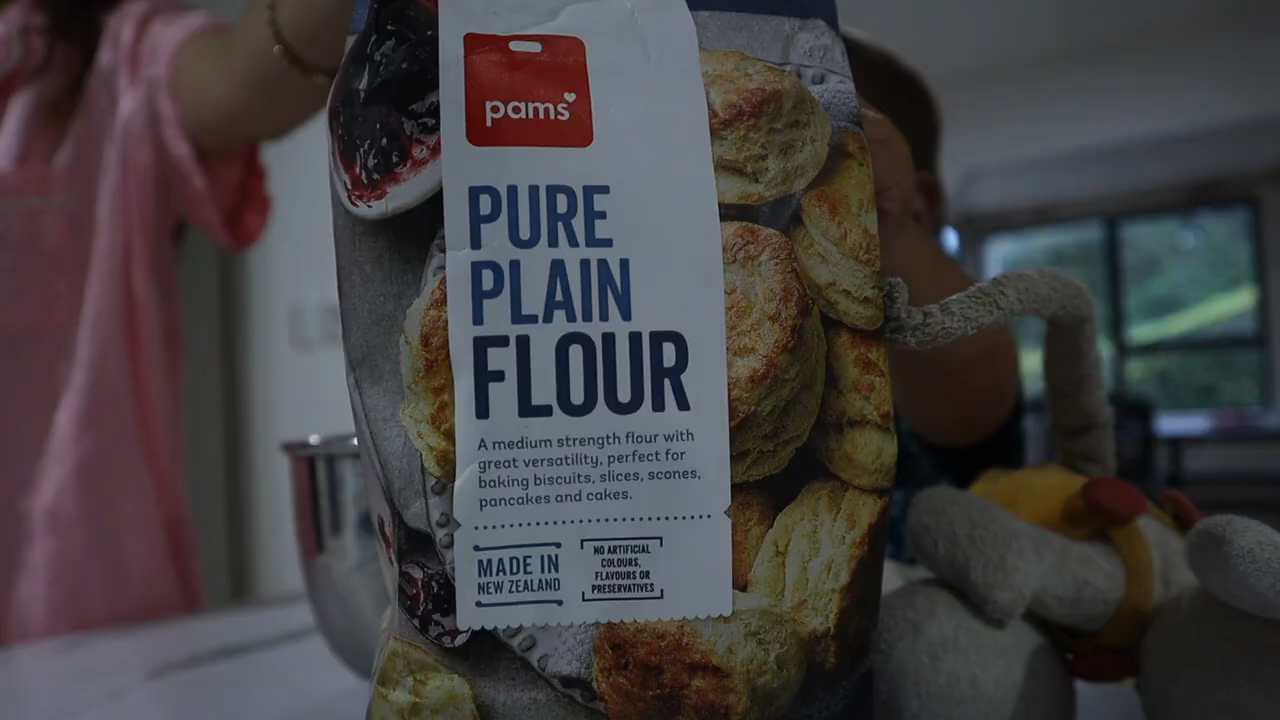 pams
PURE
PLAIN
FLOUR
A medium strength flour with
great versatility, perfect for
baking biscuits, slices, scones,
pancakes and cakes.
MADE IN
NEW ZEALAND
NO ARTIFICIAL
COLOURS,
FLAVOURS OR
PRESERVATIVES